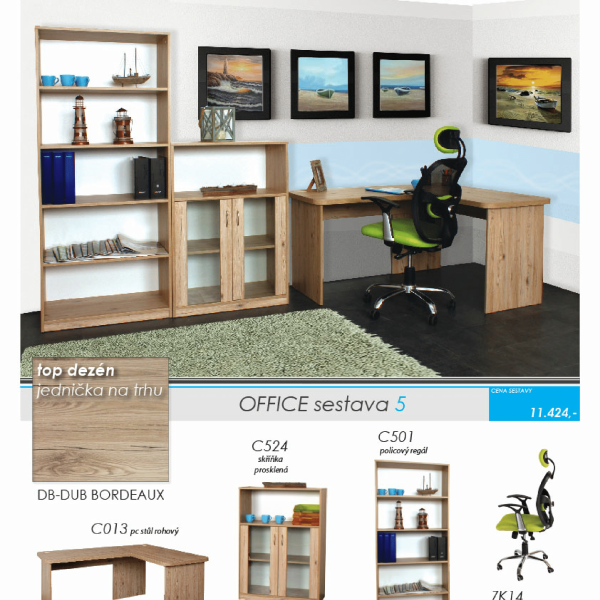 top dezén
jednička na trhu
OFFICE sestava 5
CENA SESTAVY
11.424,-
DB-DUB BORDEAUX
C524
skříňka
prosklená
C501
policový regál
C013 pc stůl rohový
7K14